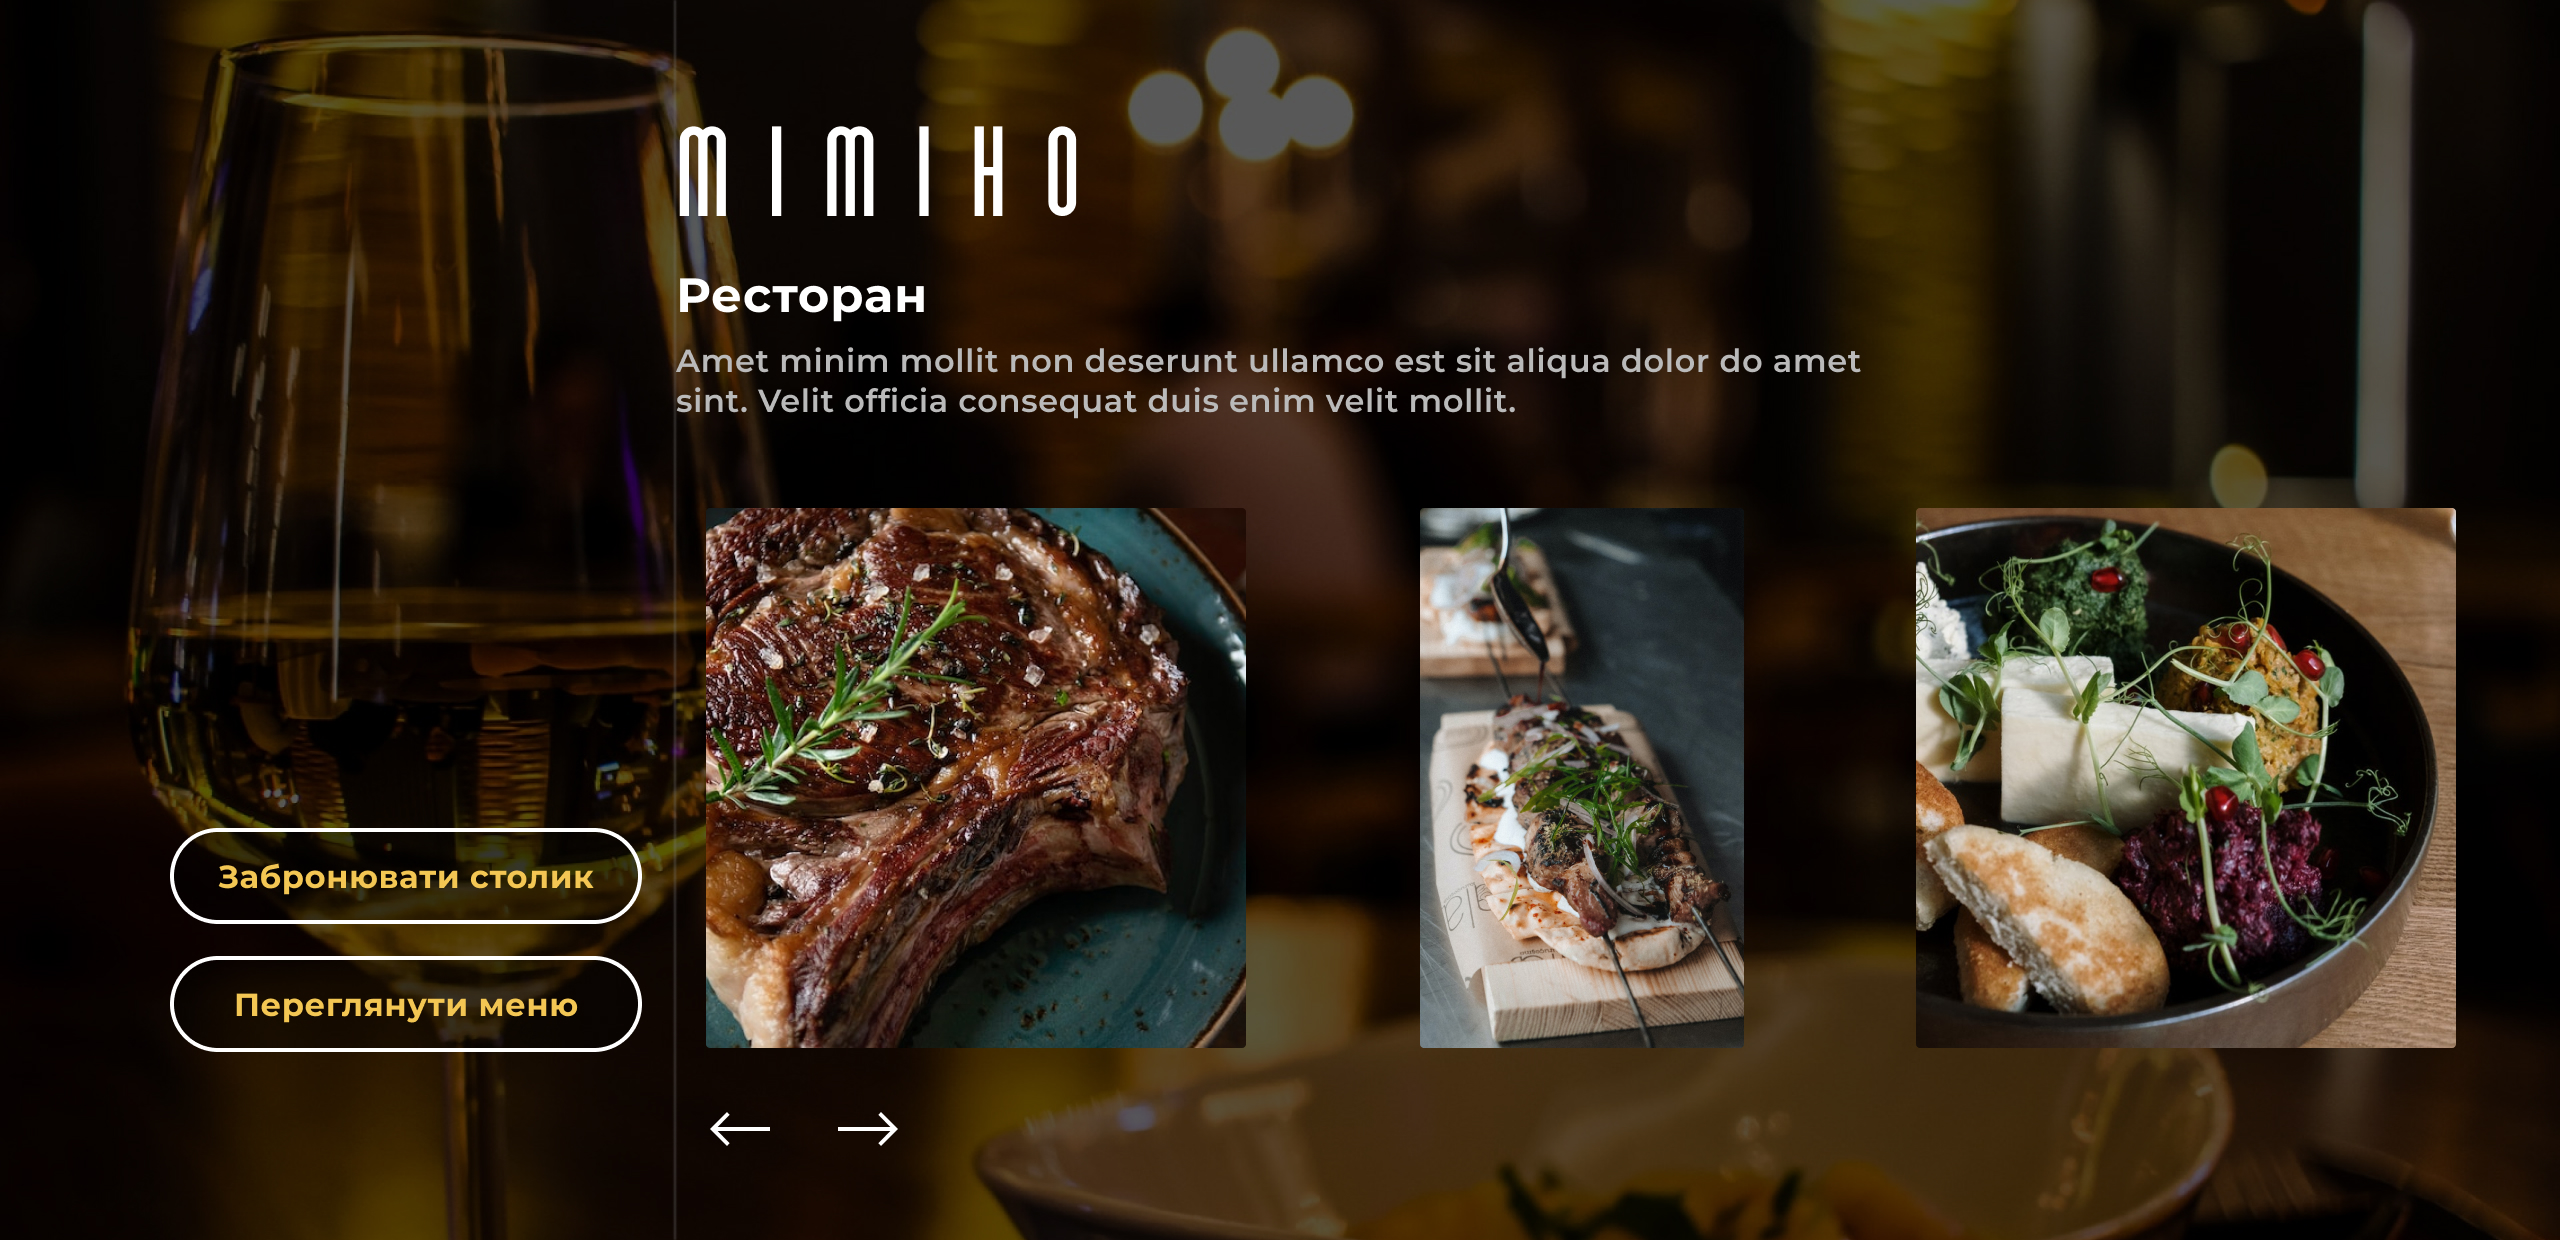 МІМІНО
Ресторан
Amet minim mollit non deserunt ullamco est sit aliqua dolor do amet
sint. Velit officia consequat duis enim velit mollit.
Забронювати столик
Переглянути меню